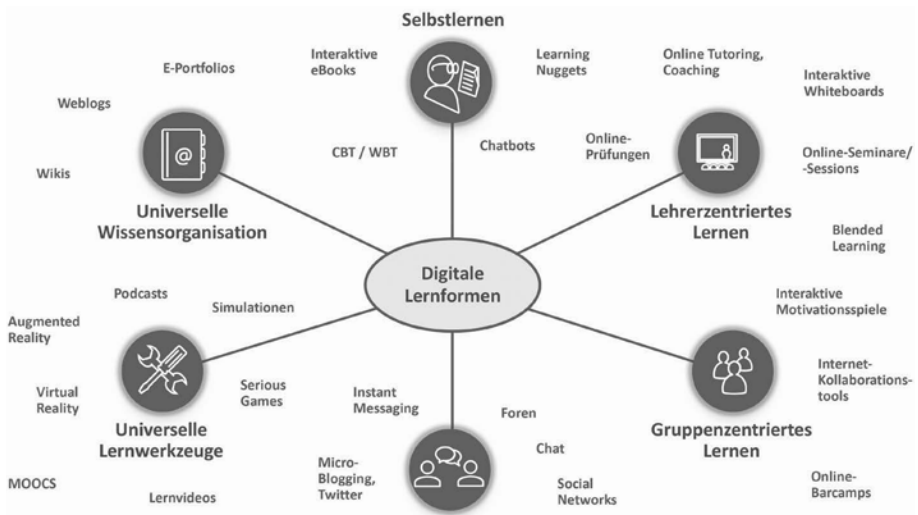 Selbstlernen
E-Portfolios
Interaktive
eBooks
Learning
Nuggets
Online Tutoring,
Coaching
Interaktive
Whiteboards
Weblogs
@
CBT / WBT
Chatbots
Online-
Prüfungen
Online-Seminare/
-Sessions
Wikis
Universelle
Wissensorganisation
Lehrerzentriertes
Lernen
Blended
Learning
Digitale
Lernformen
Podcasts
Simulationen
Interaktive
Motivationsspiele
Augmented
Reality
Virtual
Reality
Serious
Games
Instant
Messaging
Foren
Internet-
Kollaborations-
tools
Universelle
Lernwerkzeuge
Chat
Gruppenzentriertes
Lernen
MOOCS
Lernvideos
Micro-
Blogging,
Twitter
Social
Networks
Online-
Barcamps